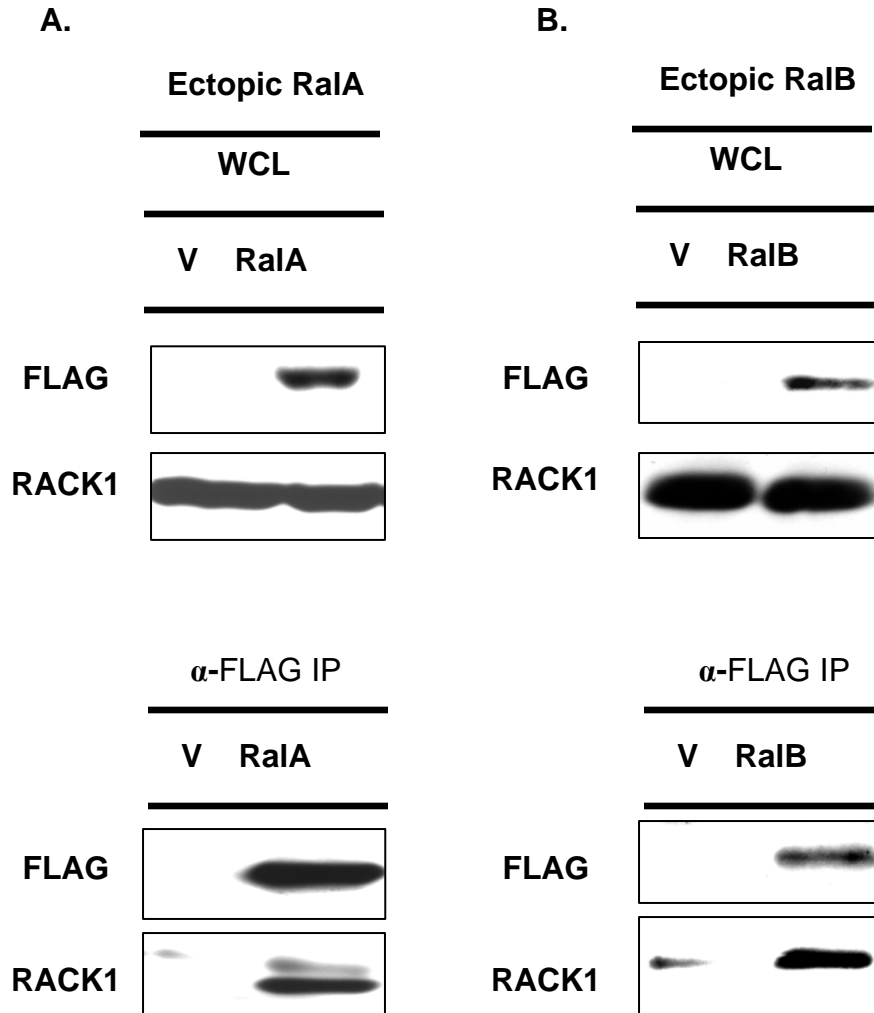 A.
Ectopic RalA
WCL
V RalA
FLAG
RACK1
α-FLAG IP
V RalA
FLAG
RACK1
B.
Ectopic RalB
WCL
V RalB
FLAG
RACK1
α-FLAG IP
V RalB
FLAG
RACK1